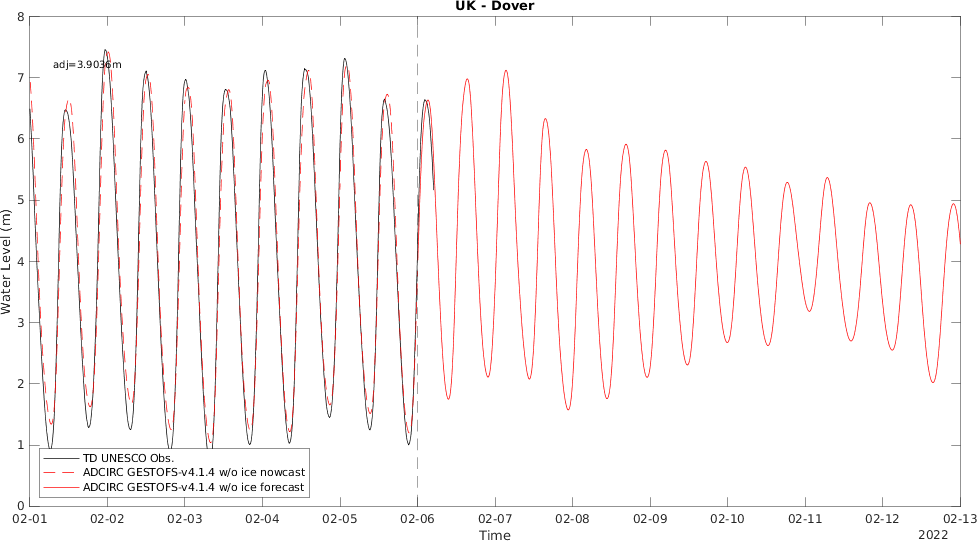 UK - Dover
8
adj=3.9036m
7
6
5
4
3
2
1
0
Water Level (m)
TD UNESCO Obs.
ADCIRC GESTOFS-v4.1.4 w/o ice nowcast
ADCIRC GESTOFS-v4.1.4 w/o ice forecast
02-01 02-02 02-03 02-04 02-05 02-06 02-07 02-08 02-09 02-10 02-11 02-12 02-13
Time
2022